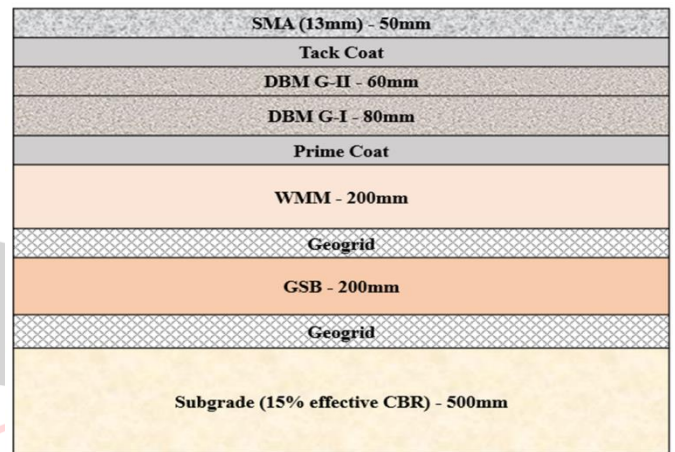 SMA (13mm) - 50mm
Tack Coat
DBM G-II - 60mm
DBM G-I - 80mm
Prime Coat
WMM - 200mm
Geogrid
GSB - 200mm
Geogrid
Subgrade (15% effective CBR) - 500mm